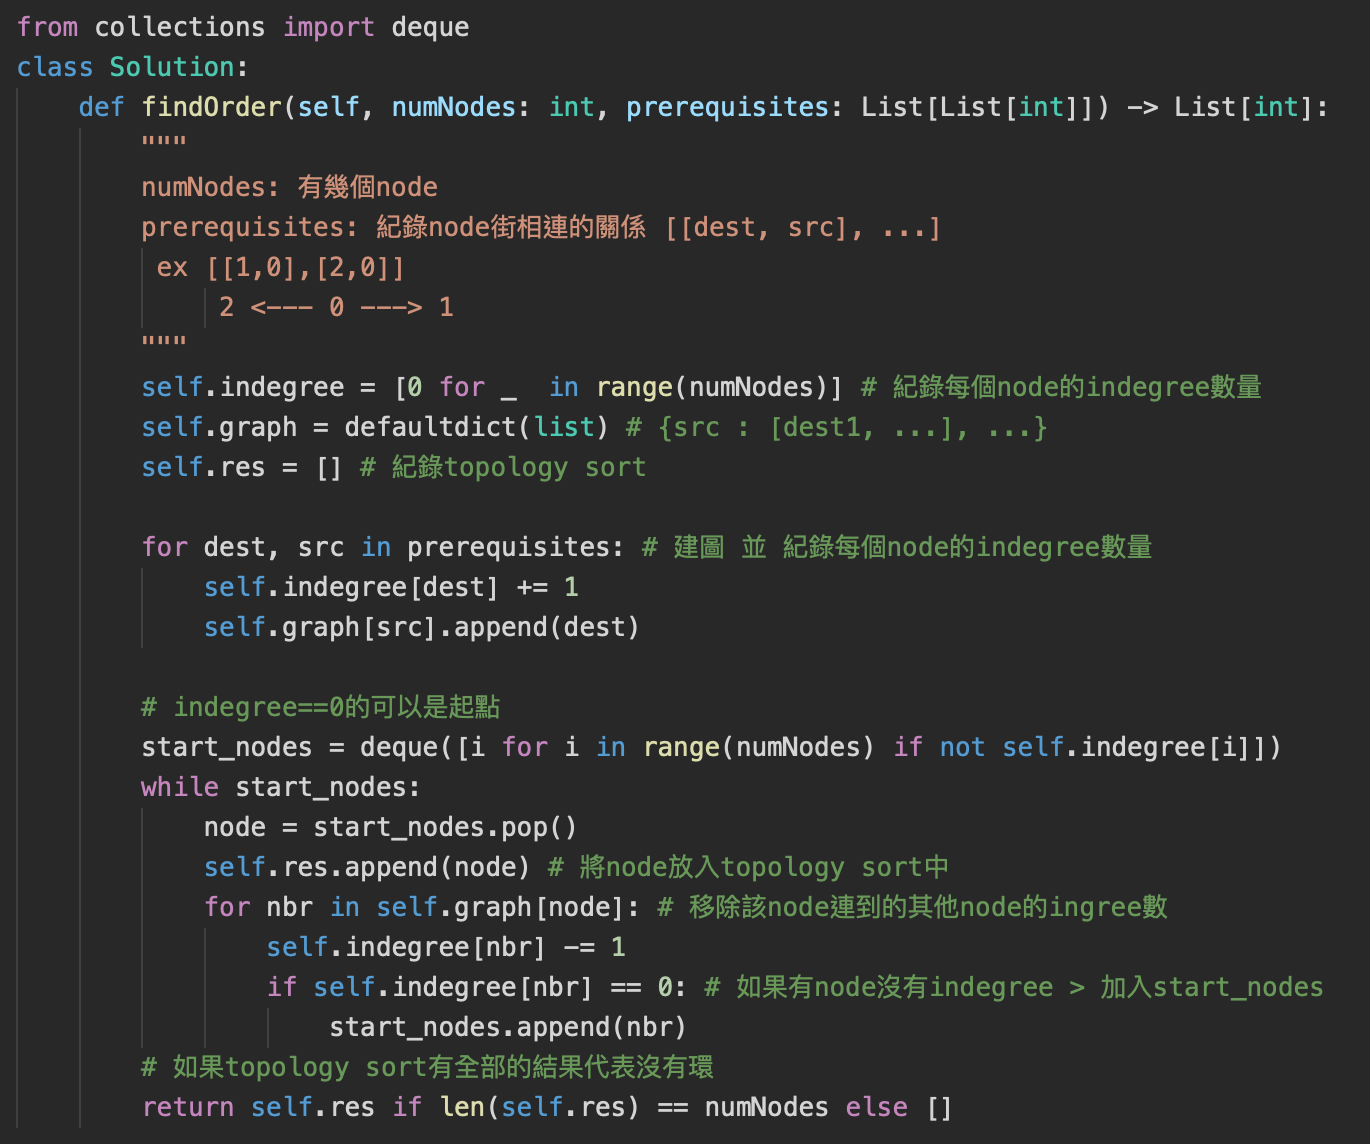 from collections import deque
class Solution:
    def findOrder(self, numNodes: int, prerequisites: List[List[int]]) -> List[int]:
        """
        numNodes: 有幾個node
        prerequisites: 紀錄node街相連的關係 [[dest, src], ...]
         ex [[1,0],[2,0]]
             2 <--- 0 ---> 1
        """
        self.indegree = [0 for _  in range(numNodes)] # 紀錄每個node的indegree數量
        self.graph = defaultdict(list) # {src : [dest1, ...], ...}
        self.res = [] # 紀錄topology sort

        for dest, src in prerequisites: # 建圖 並 紀錄每個node的indegree數量
            self.indegree[dest] += 1
            self.graph[src].append(dest)

        # indegree==0的可以是起點
        start_nodes = deque([i for i in range(numNodes) if not self.indegree[i]])
        while start_nodes:
            node = start_nodes.pop()
            self.res.append(node) # 將node放入topology sort中
            for nbr in self.graph[node]: # 移除該node連到的其他node的ingree數
                self.indegree[nbr] -= 1
                if self.indegree[nbr] == 0: # 如果有node沒有indegree > 加入start_nodes
                    start_nodes.append(nbr)
        # 如果topology sort有全部的結果代表沒有環
        return self.res if len(self.res) == numNodes else []